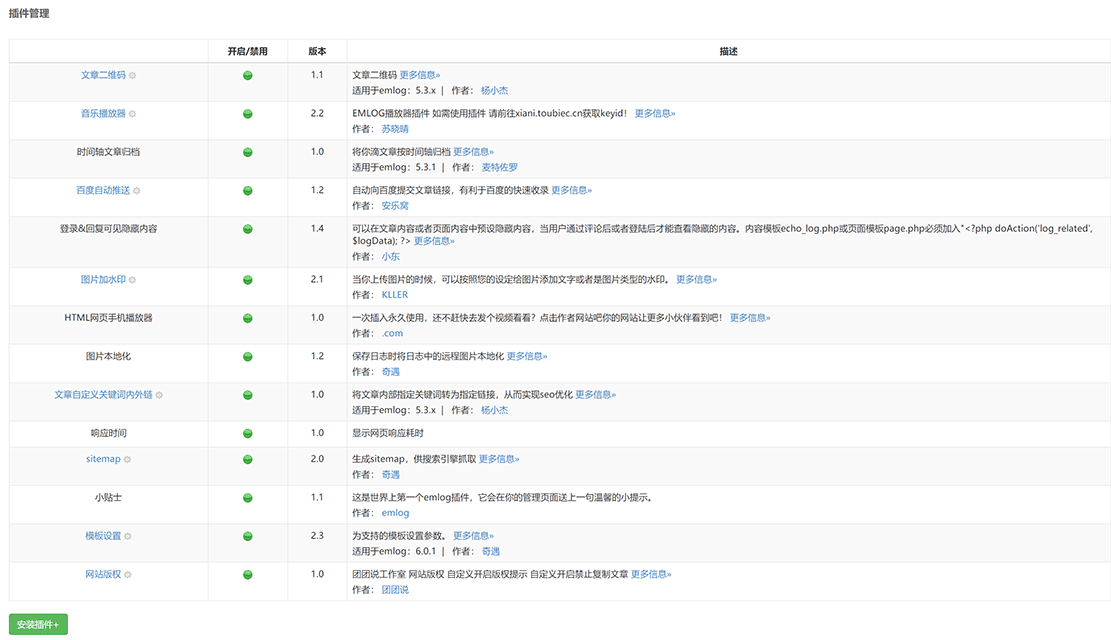 插件管理
开启/禁用 版本 描述
文章二维码 1.1 文章二维码 更多信息»
适用于emlog：5.3.x | 作者： 杨小杰
音乐播放器 2.2 EMLOG播放器插件 如需使用插件 请前往xiani.toubiec.cn获取keyid！ 更多信息»
作者： 苏晓晴
时间轴文章归档 1.0 将你滴文章按时间轴归档 更多信息»
适用于emlog：5.3.1 | 作者： 麦特佐罗
百度自动推送 1.2 自动向百度提交文章链接，有利于百度的快速收录 更多信息»
作者： 安乐窝
登录&回复可见隐藏内容 1.4 可以在文章内容或者页面内容中预设隐藏内容，当用户通过评论后或者登陆后才能查看隐藏的内容。内容模板echo_log.php或页面模板page.php必须加入"<?php doAction('log_related',
$logData); ?> 更多信息»
作者： 小东
图片加水印 2.1 当你上传图片的时候，可以按照您的设定给图片添加文字或者是图片类型的水印。 更多信息»
作者： KLLER
HTML网页手机播放器 1.0 一次插入永久使用，还不赶快去发个视频看看？点击作者网站吧你的网站让更多小伙伴看到吧！ 更多信息»
作者： .com
图片本地化 1.2 保存日志时将日志中的远程图片本地化 更多信息»
作者： 奇遇
文章自定义关键词内外链 1.0 将文章内部指定关键词转为指定链接，从而实现seo优化 更多信息»
适用于emlog：5.3.x | 作者： 杨小杰
响应时间 1.0 显示网页响应耗时
sitemap 2.0 生成sitemap，供搜索引擎抓取 更多信息»
作者： 奇遇
小贴士 1.1 这是世界上第一个emlog插件，它会在你的管理页面送上一句温馨的小提示。
作者： emlog
模板设置 2.3 为支持的模板设置参数。 更多信息»
适用于emlog：6.0.1 | 作者： 奇遇
网站版权 1.0 团团说工作室 网站版权 自定义开启版权提示 自定义开启禁止复制文章 更多信息»
作者： 团团说
安装插件+